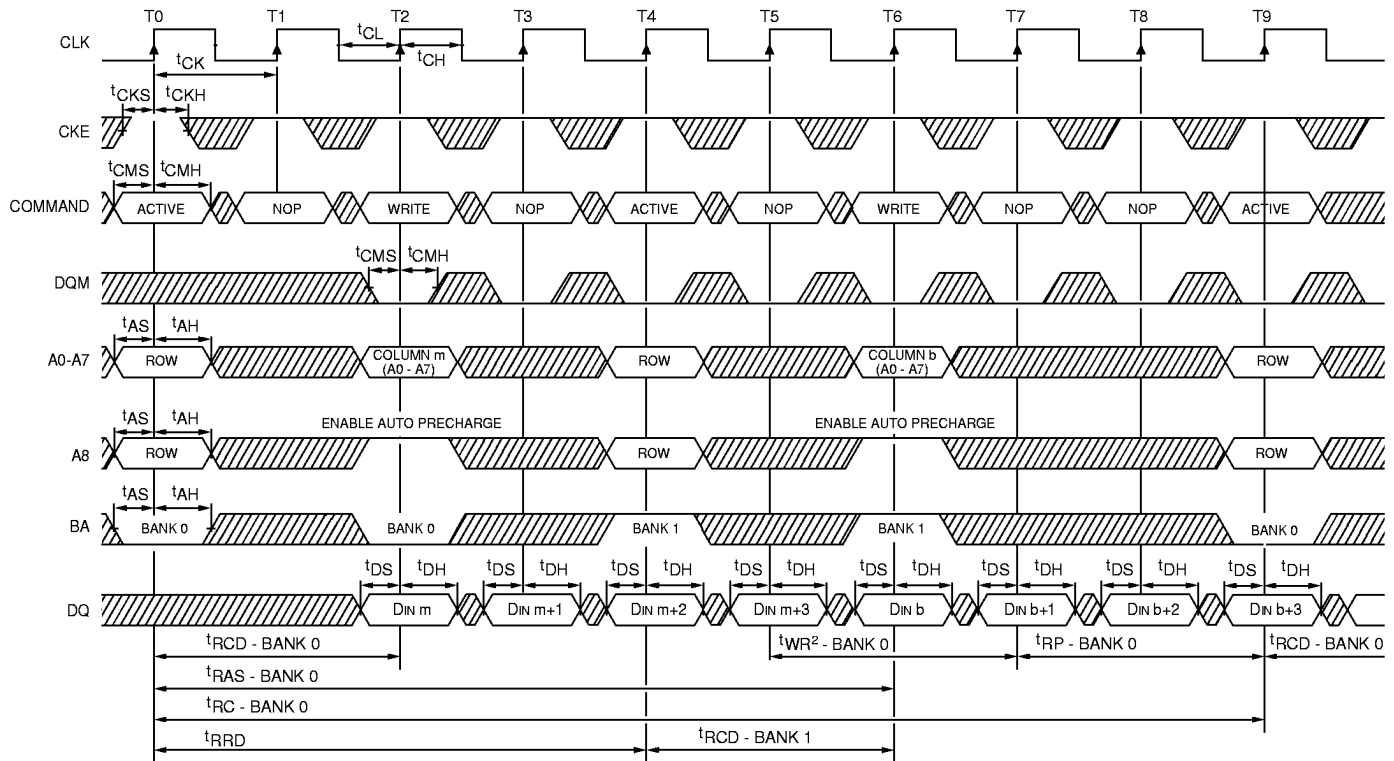 T0 T1 T2 T3 T4 T5 T6 T7 T8 T9
CLK
tCL
tCH
tCK
tCKS tCKH
CKE
tCMS tCMH
COMMAND ACTIVE NOP WRITE NOP ACTIVE NOP WRITE NOP NOP ACTIVE
tCMS tCMH
DQM
tAS tAH
A0-A7 ROW COLUMN m (A0 - A7) ROW COLUMN b (A0 - A7) ROW
tAS tAH ENABLE AUTO PRECHARGE ENABLE AUTO PRECHARGE
A8 ROW ROW ROW
tAS tAH
BA BANK 0 BANK 0 BANK 1 BANK 1 BANK 0
tDS tDH tDS tDH tDS tDH tDS tDH tDS tDH tDS tDH tDS tDH tDS tDH
DQ DIN m DIN m+1 DIN m+2 DIN m+3 DIN b DIN b+1 DIN b+2 DIN b+3
tRCD - BANK 0 tWR2 - BANK 0 tRP - BANK 0 tRCD - BANK 0
tRAS - BANK 0
tRC - BANK 0
tRRD tRCD - BANK 1